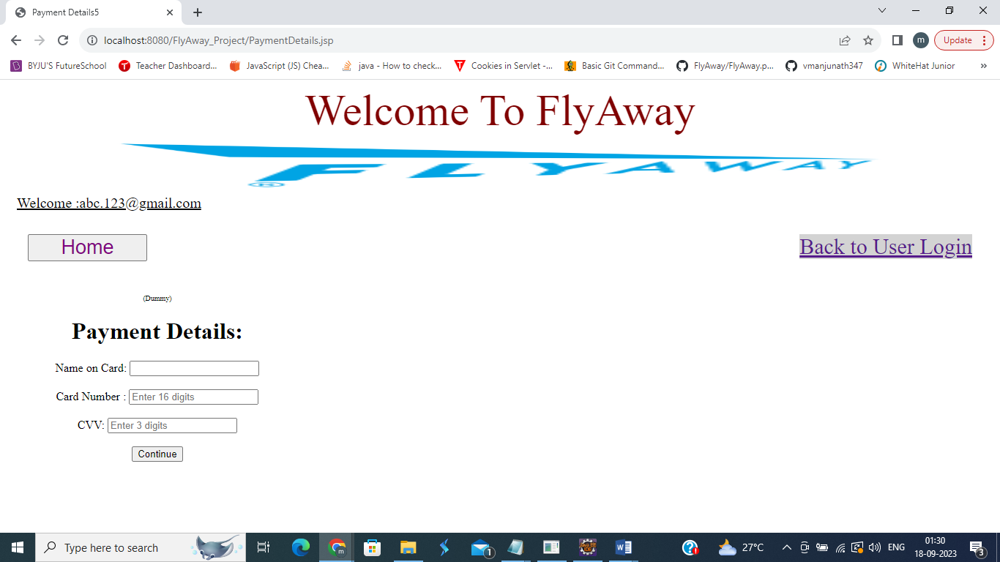 Payment Details5
localhost:8080/FlyAway_Project/PaymentDetails.jsp
m
Update
BYJU'S FutureSchool
Teacher Dashboard...
JavaScript (JS) Chea...
java - How to check...
Cookies in Servlet -...
Basic Git Command...
FlyAway/FlyAway.p...
vmanjunath347
WhiteHat Junior
»
Welcome To FlyAway
FLYAWAY
®
Welcome :abc.123@gmail.com
Home
Back to User Login
(Dummy)
Payment Details:
Name on Card:
Card Number : Enter 16 digits
CVV: Enter 3 digits
Continue
Type here to search
27°C
ENG
01:30
18-09-2023
1
3